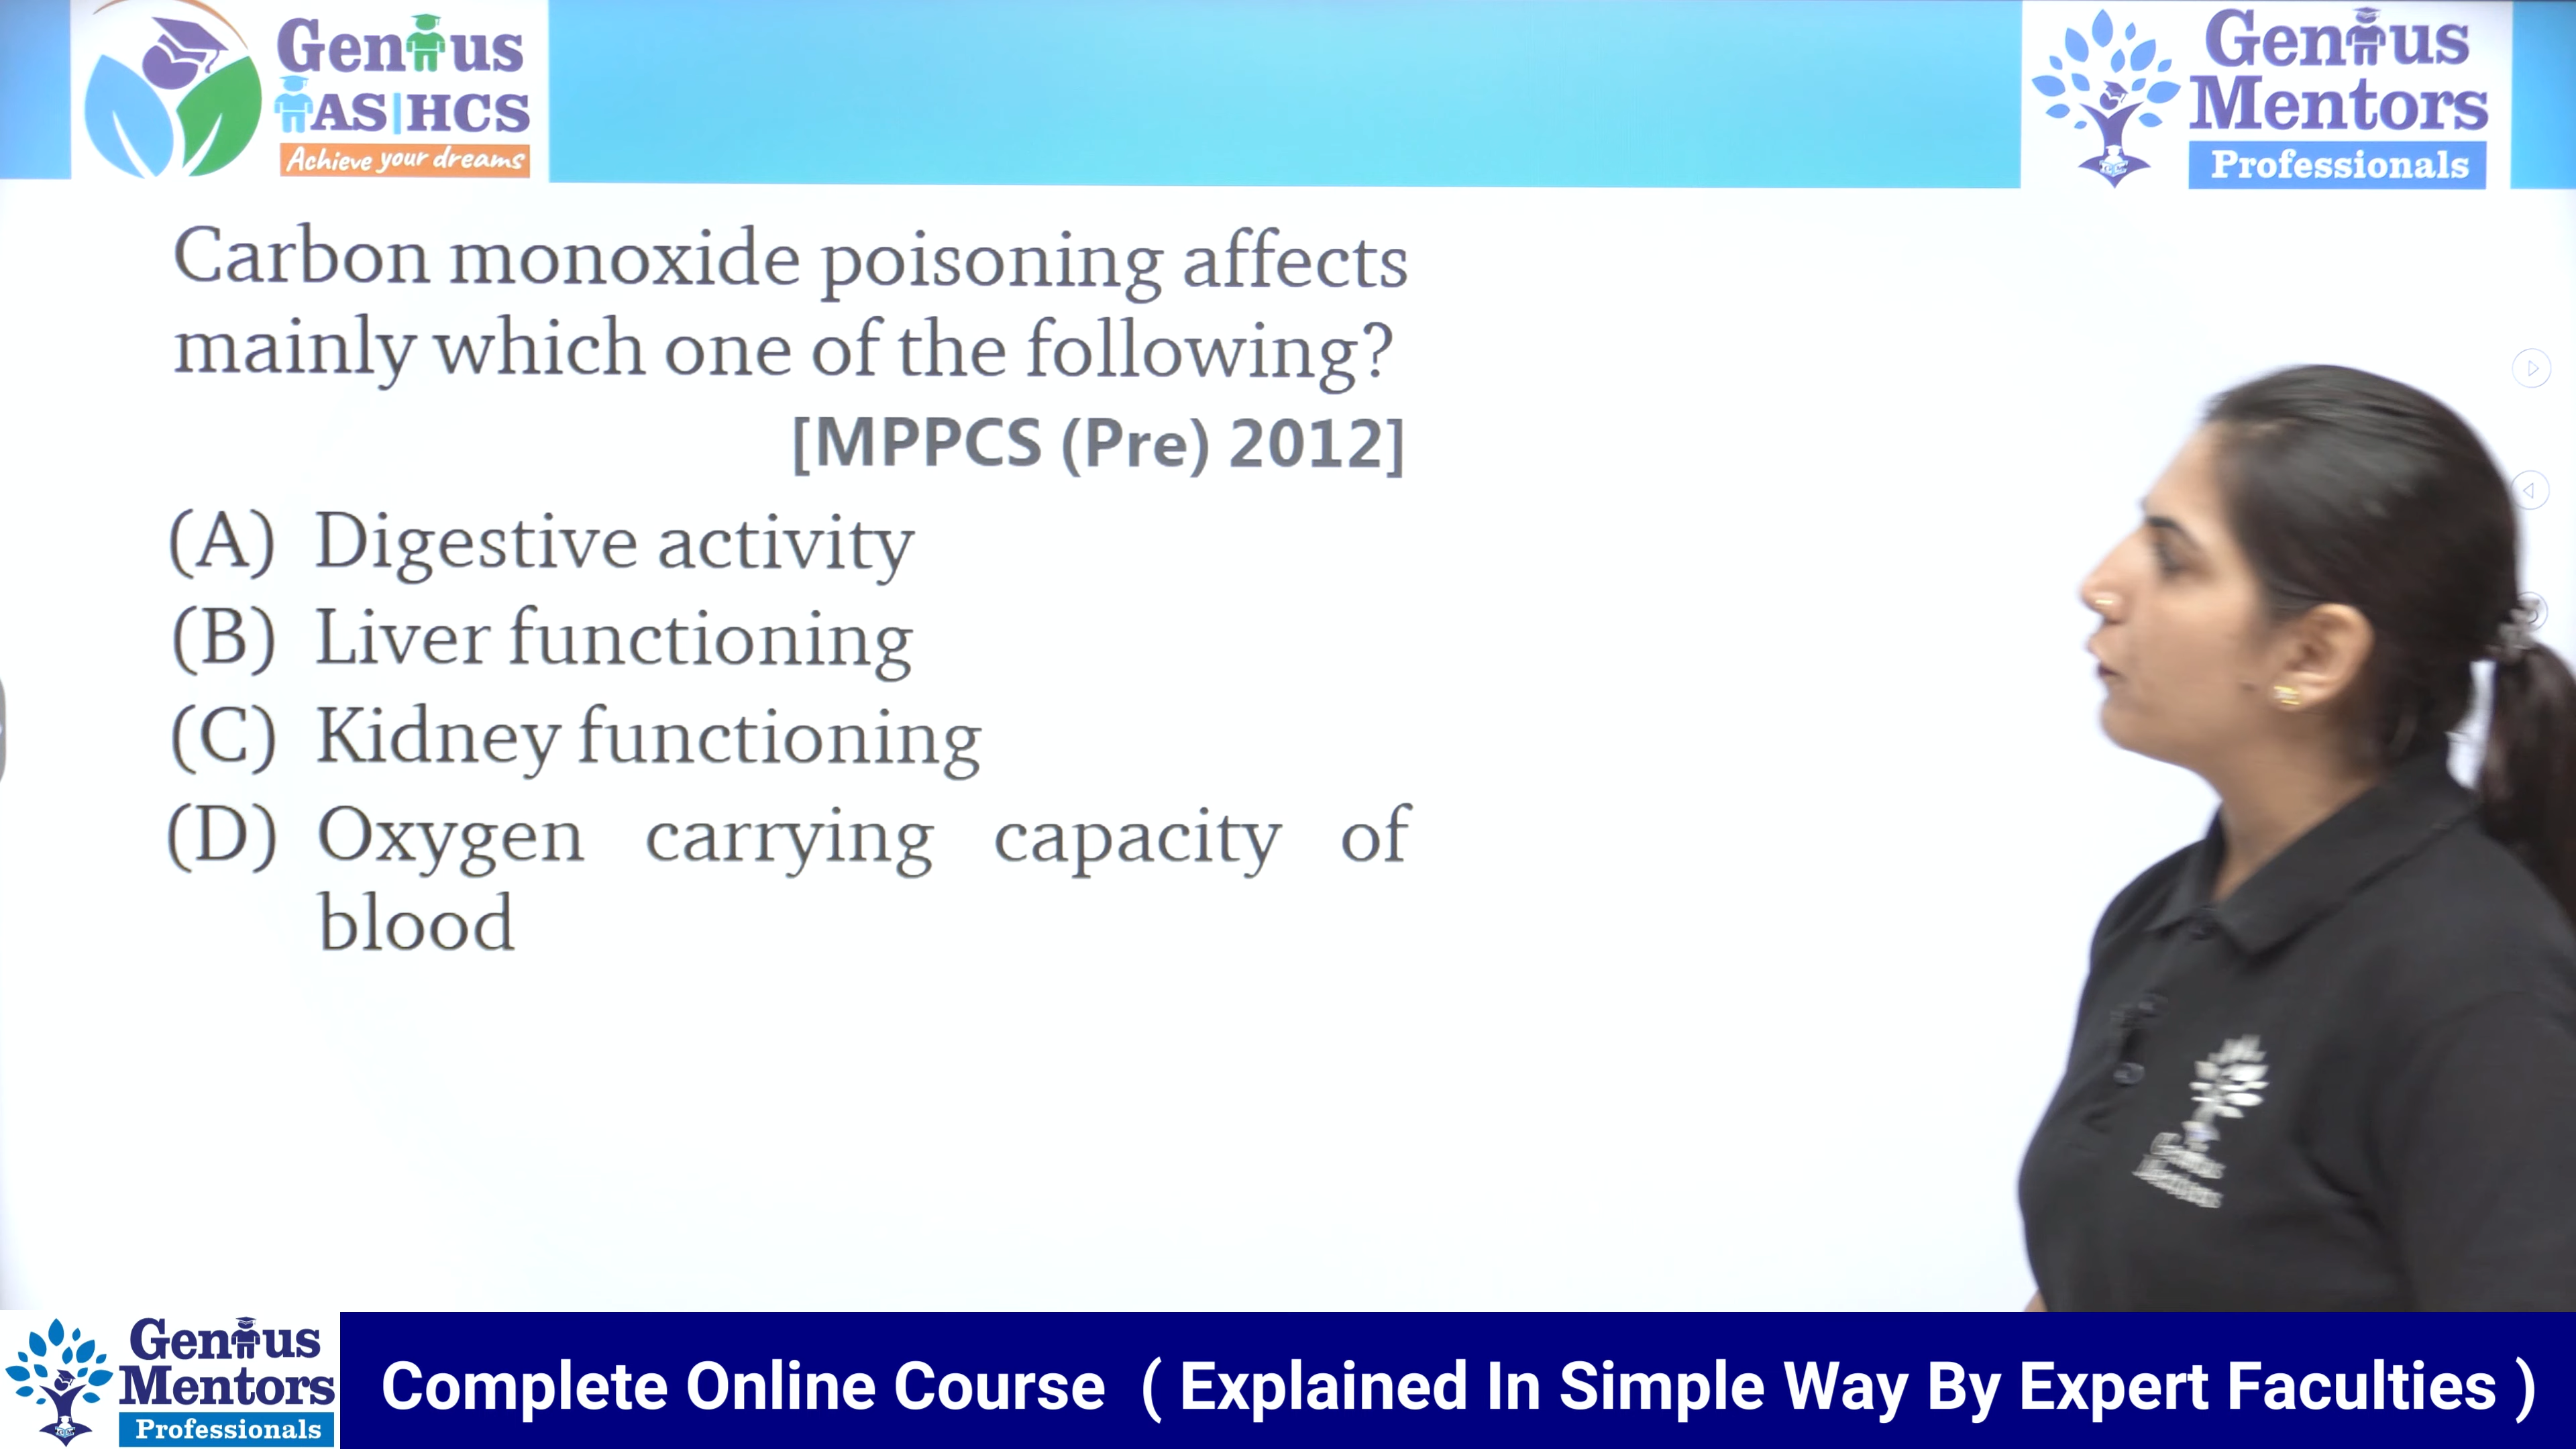 Genius
IAS|HCS
Achieve your dreams
Genius
Mentors
Professionals
Carbon monoxide poisoning affects
mainly which one of the following?
[MPPCS (Pre) 2012]
(A) Digestive activity
(B) Liver functioning
(C) Kidney functioning
(D) Oxygen carrying capacity of
blood
Genius
Mentors
Genius
Mentors
Professionals
Complete Online Course ( Explained In Simple Way By Expert Faculties )